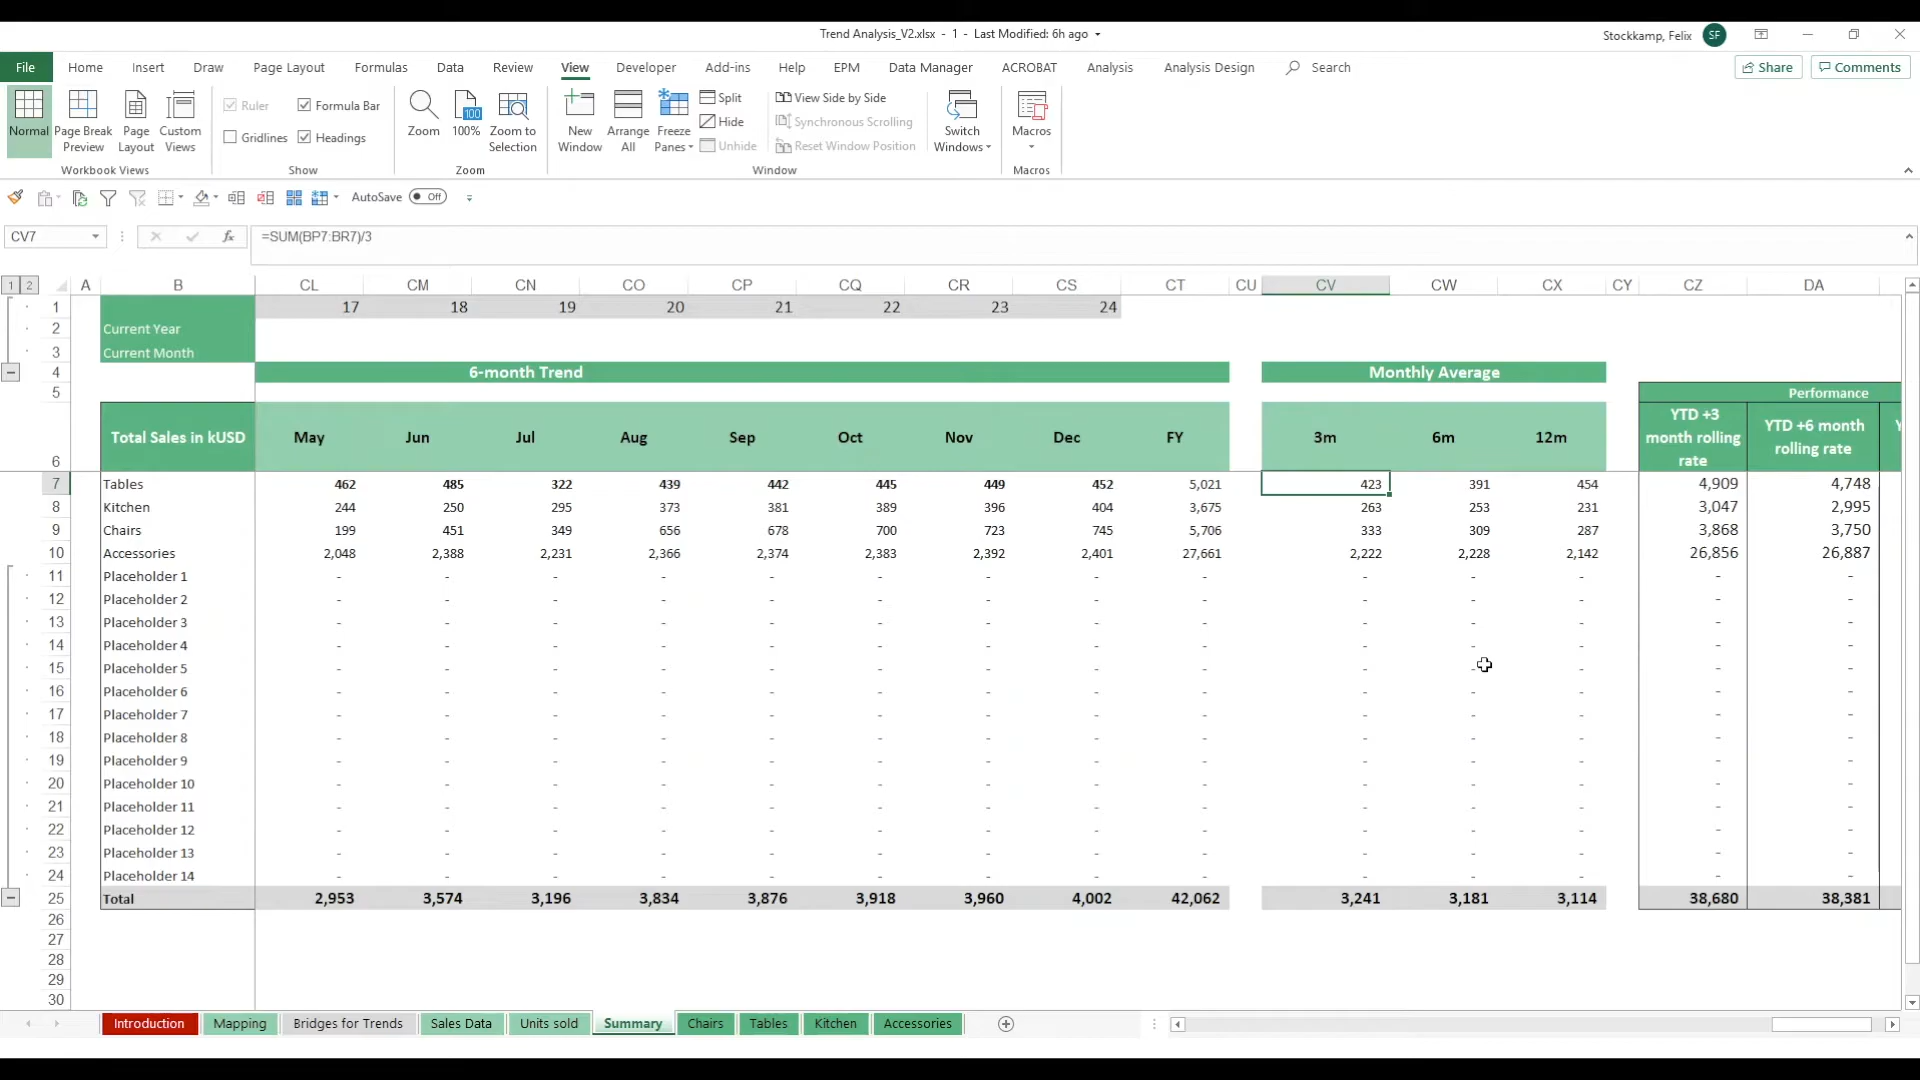 Trend Analysis_V2.xlsx - 1 - Last Modified: 6h ago
Stockkamp, Felix SF
File Home Insert Draw Page Layout Formulas Data Review View Developer Add-ins Help EPM Data Manager ACROBAT Analysis Analysis Design Search Share Comments
Ruler Formula Bar Split View Side by Side
Gridlines Headings Hide Synchronous Scrolling
Unhide Reset Window Position
Normal Page Break Preview Page Layout Custom Views Zoom 100% Zoom to Selection New Window Arrange All Freeze Panes Switch Windows Macros
Workbook Views Show Zoom Window Macros
AutoSave Off
CV7 fx =SUM(BP7:BR7)/3
1 2 A B CL CM CN CO CP CQ CR CS CT CU CV CW CX CY CZ DA
1 17 18 19 20 21 22 23 24
2 Current Year
3 Current Month
4 6-month Trend Monthly Average
5 Performance
6 Total Sales in kUSD May Jun Jul Aug Sep Oct Nov Dec FY 3m 6m 12m YTD +3 month rolling rate YTD +6 month rolling rate Y
7 Tables 462 485 322 439 442 445 449 452 5,021 423 391 454 4,909 4,748
8 Kitchen 244 250 295 373 381 389 396 404 3,675 263 253 231 3,047 2,995
9 Chairs 199 451 349 656 678 700 723 745 5,706 333 309 287 3,868 3,750
10 Accessories 2,048 2,388 2,231 2,366 2,374 2,383 2,392 2,401 27,661 2,222 2,228 2,142 26,856 26,887
11 Placeholder 1 - - - - - - - - - - - - - -
12 Placeholder 2 - - - - - - - - - - - - - -
13 Placeholder 3 - - - - - - - - - - - - - -
14 Placeholder 4 - - - - - - - - - - - - - -
15 Placeholder 5 - - - - - - - - - - - - - -
16 Placeholder 6 - - - - - - - - - - - - - -
17 Placeholder 7 - - - - - - - - - - - - - -
18 Placeholder 8 - - - - - - - - - - - - - -
19 Placeholder 9 - - - - - - - - - - - - - -
20 Placeholder 10 - - - - - - - - - - - - - -
21 Placeholder 11 - - - - - - - - - - - - - -
22 Placeholder 12 - - - - - - - - - - - - - -
23 Placeholder 13 - - - - - - - - - - - - - -
24 Placeholder 14 - - - - - - - - - - - - - -
25 Total 2,953 3,574 3,196 3,834 3,876 3,918 3,960 4,002 42,062 3,241 3,181 3,114 38,680 38,381
26
27
28
29
30
Introduction Mapping Bridges for Trends Sales Data Units sold Summary Chairs Tables Kitchen Accessories